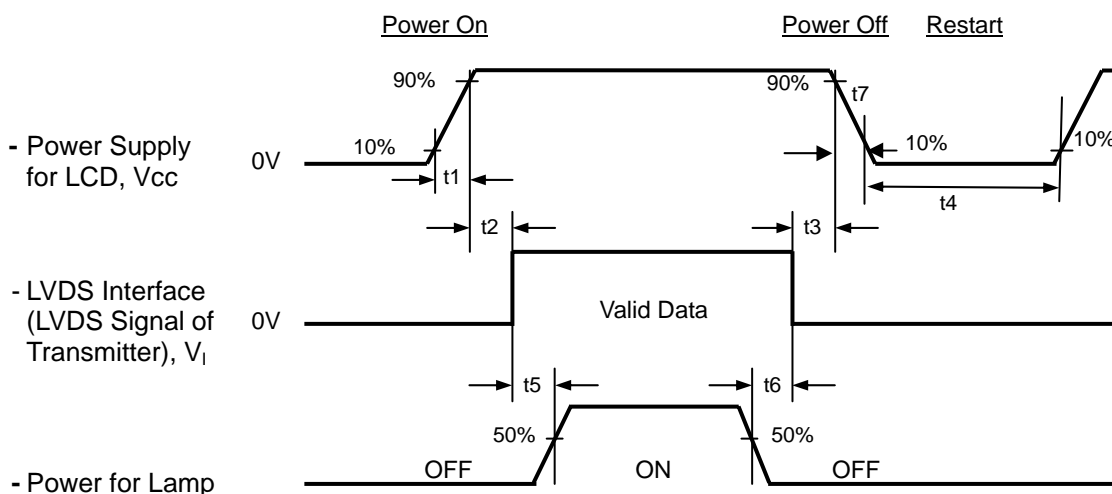 Power On
Power Off Restart
90%
90%
t7
10%
10%
10%
- Power Supply
for LCD, Vcc
0V
t1
t4
t2
t3
- LVDS Interface
(LVDS Signal of
Transmitter), VI
0V
Valid Data
t5
t6
50%
50%
- Power for Lamp
OFF
ON
OFF